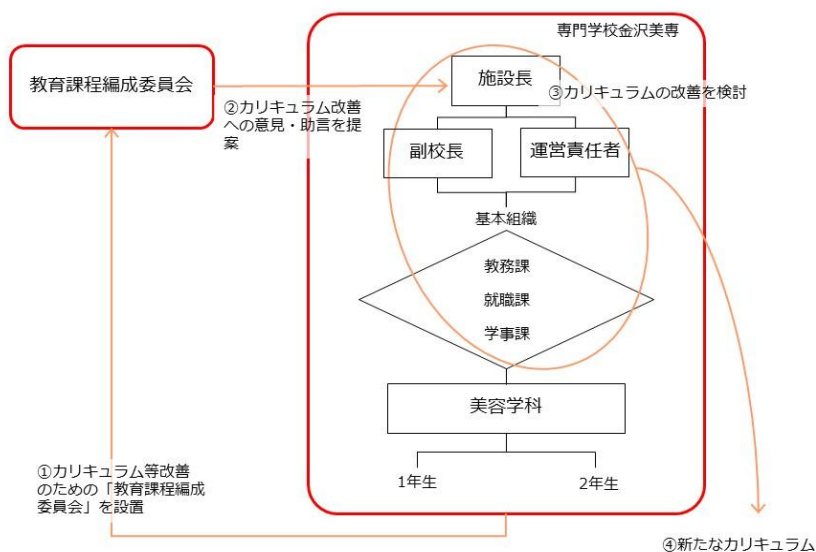 専門学校金沢美専
教育課程編成委員会
施設長
②カリキュラム改善
への意見・助言を提
案
③カリキュラムの改善を検討
副校長
運営責任者
基本組織
教務課
就職課
学事課
美容学科
①カリキュラム等改善
のための「教育課程編成
委員会」を設置
1年生
2年生
④新たなカリキュラム